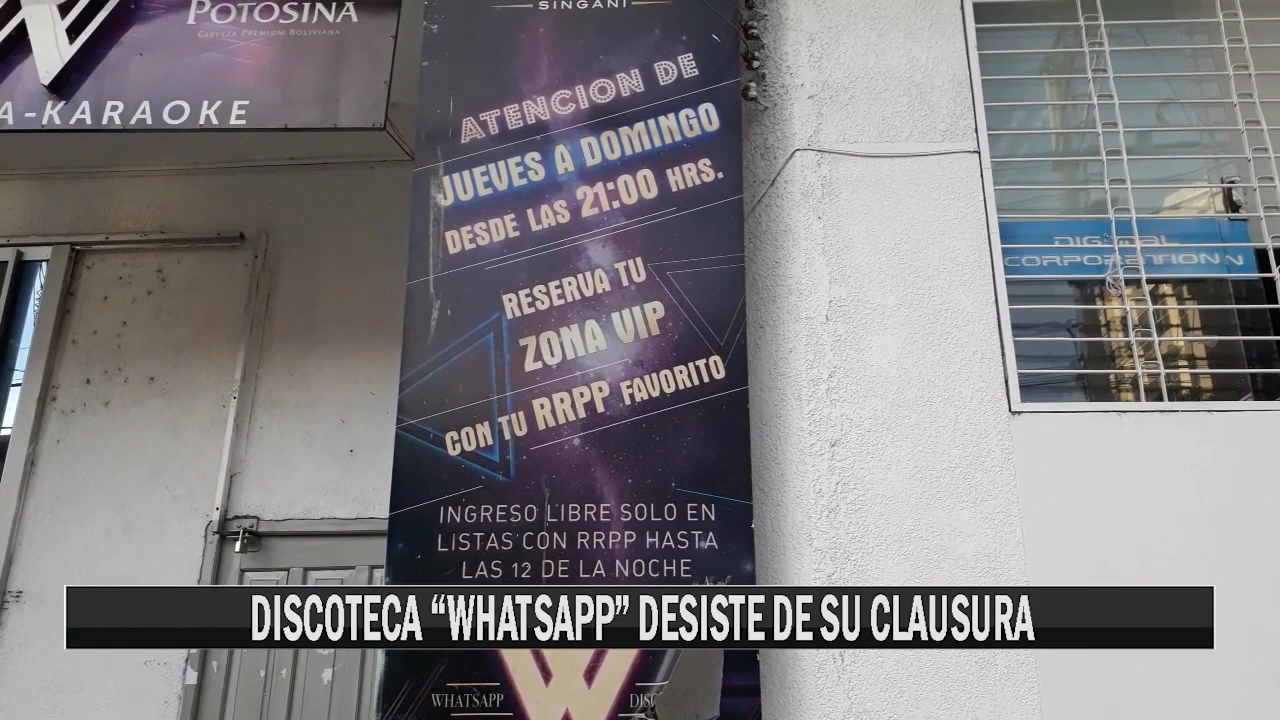 POTOSINA
CERVEZA PREMIUM BOLIVIANA
A-KARAOKE
SINGANI
ATENCION DE
JUEVES A DOMINGO
DESDE LAS 21:00 HRS.
RESERVA TU
ZONA VIP
CON TU RRPP FAVORITO
INGRESO LIBRE SOLO EN
LISTAS CON RRPP HASTA
LAS 12 DE LA NOCHE
DIGITAL
CORPORATION
DISCOTECA “WHATSAPP” DESISTE DE SU CLAUSURA
WHATSAPP